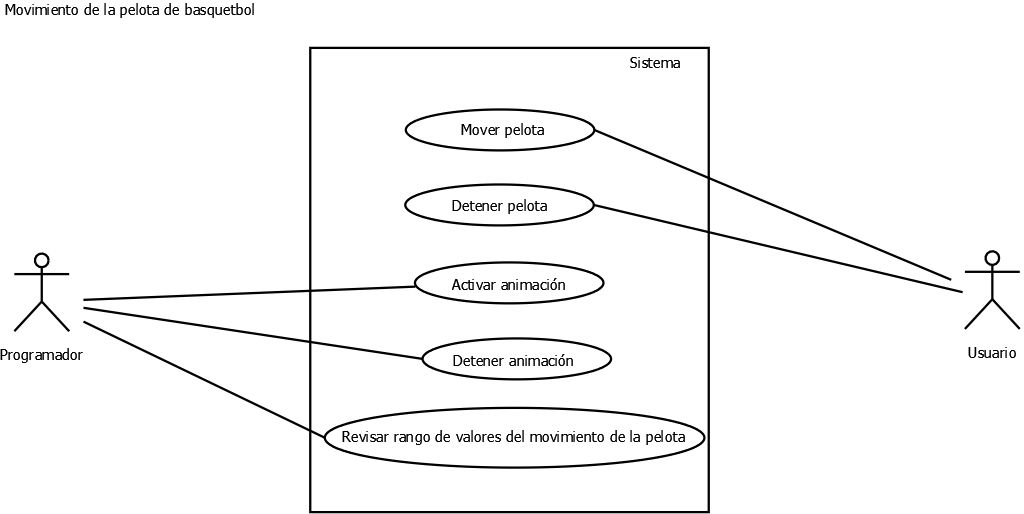 Movimiento de la pelota de basquetbol
Sistema
Mover pelota
Detener pelota
Activar animación
Detener animación
Revisar rango de valores del movimiento de la pelota
Programador
Usuario